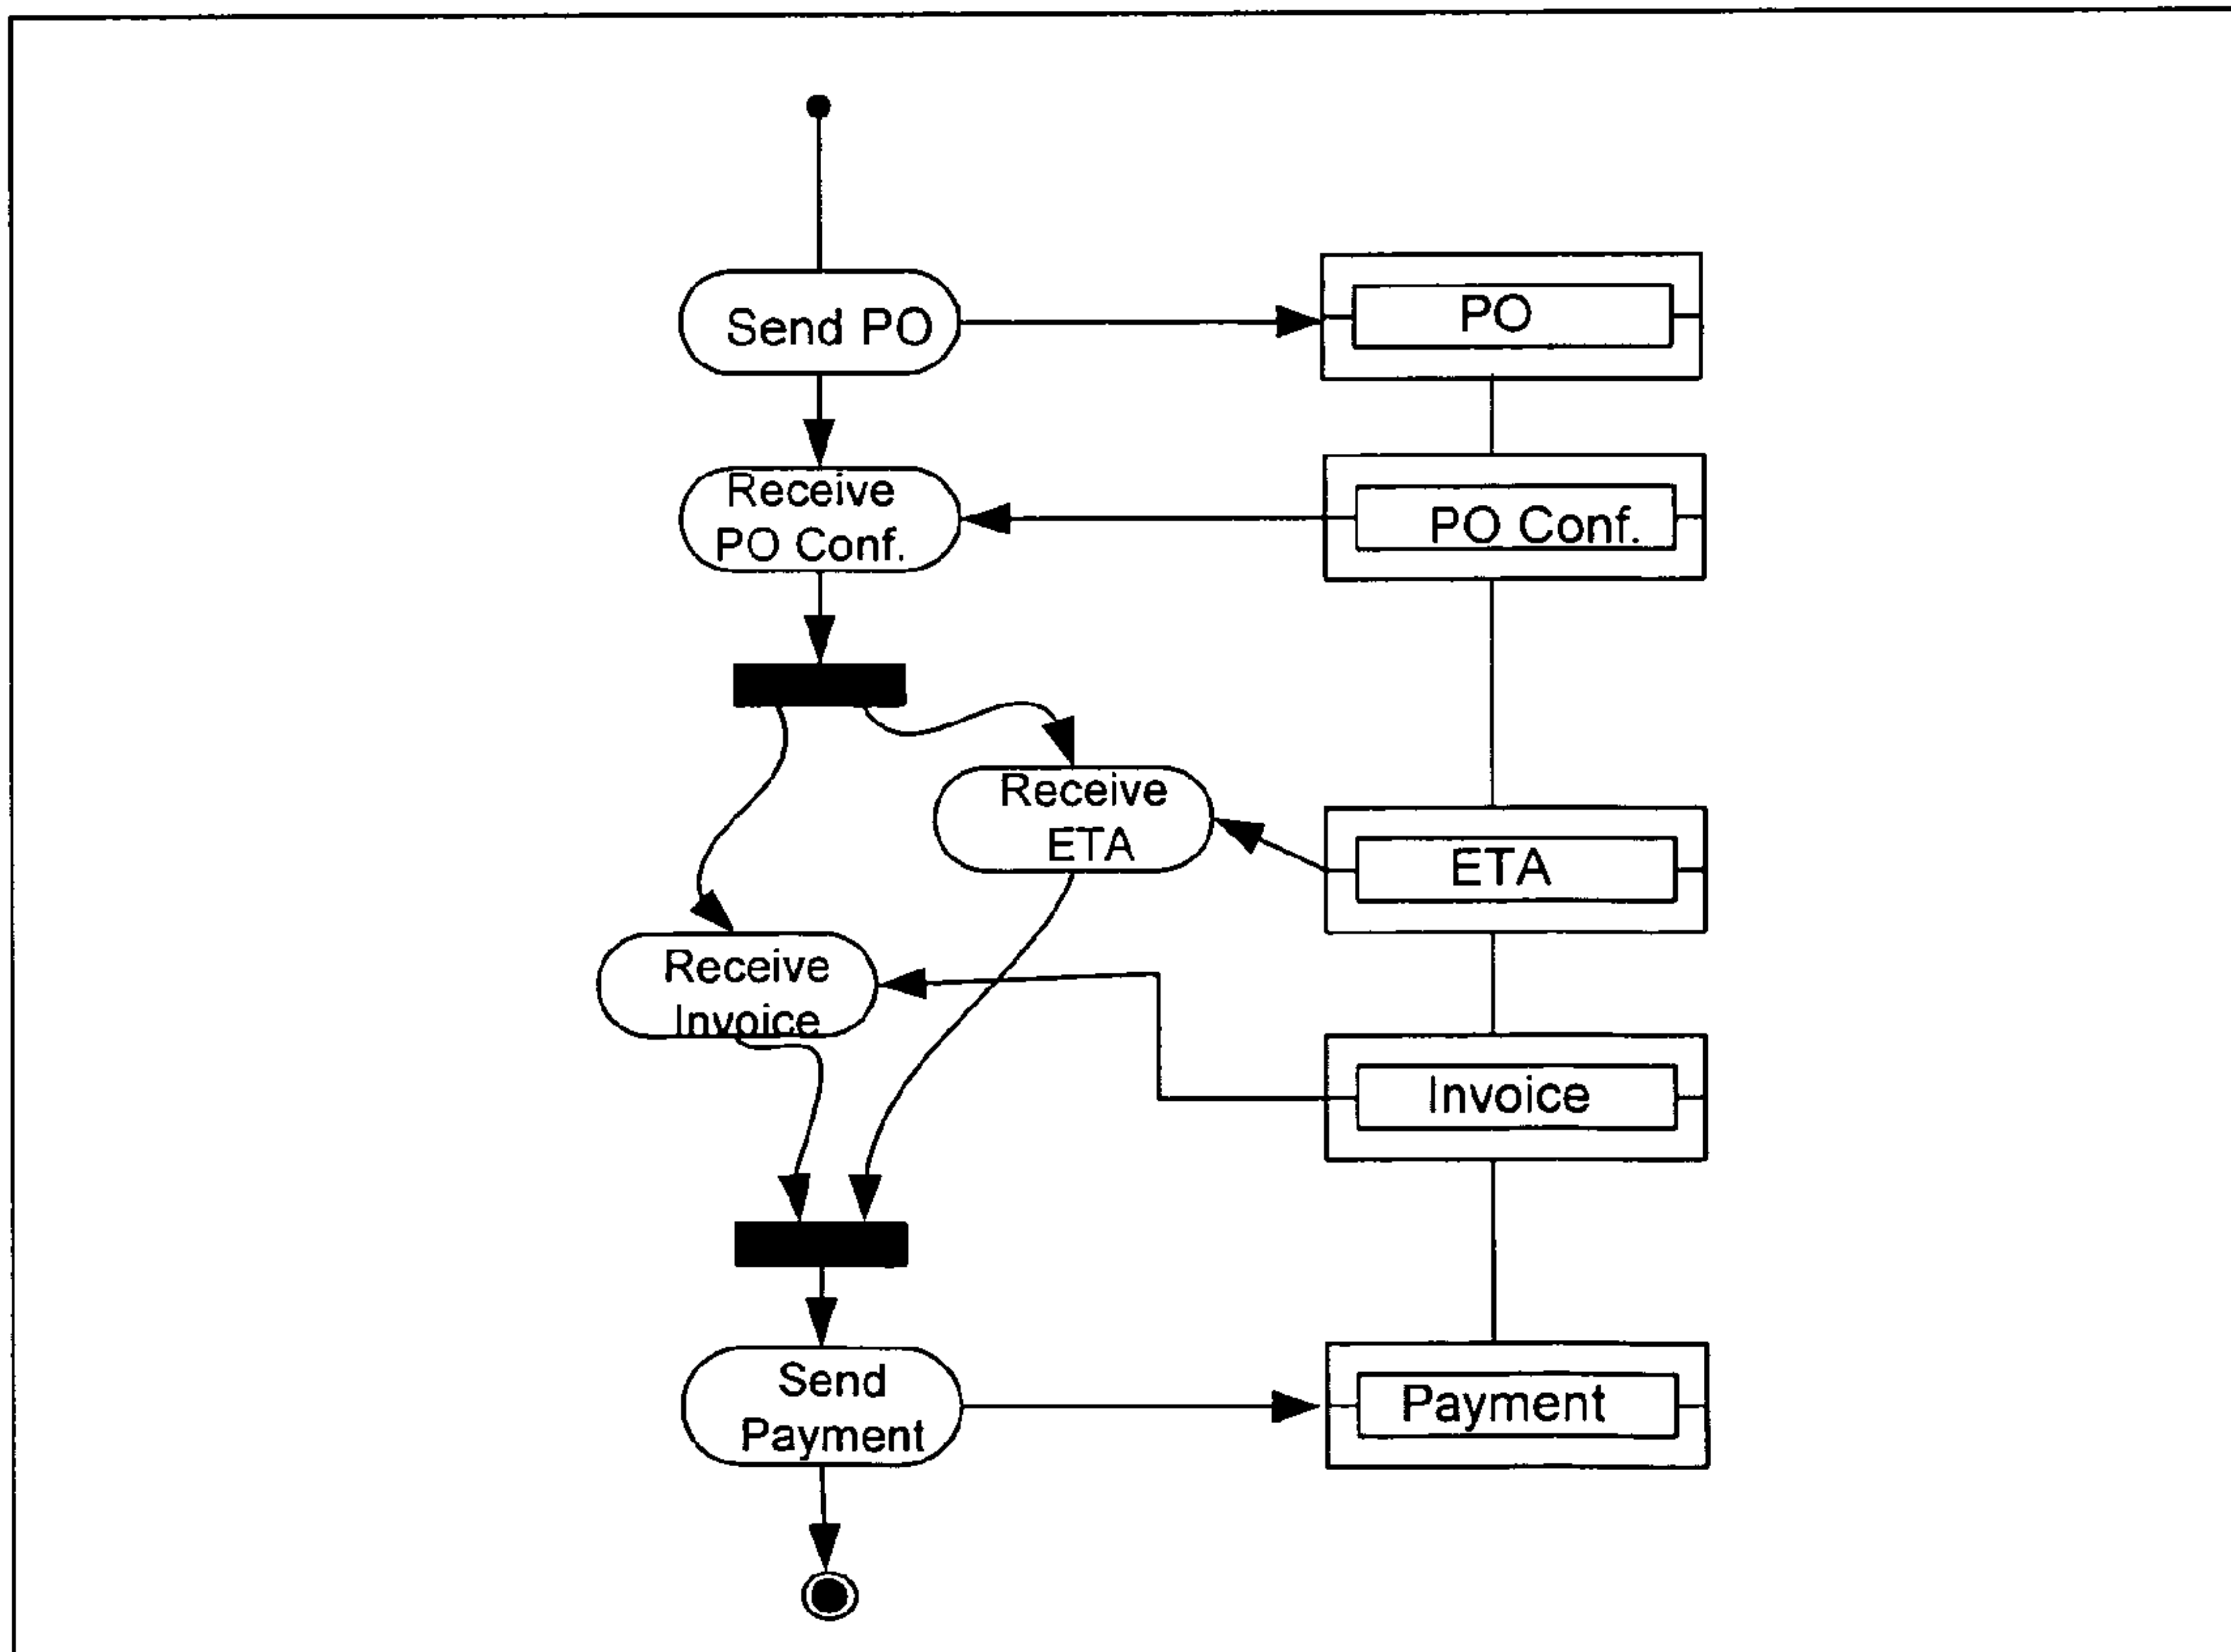 Send PO
PO
Receive
PO Conf.
PO Conf.
Receive
ETA
ETA
Receive
Invoice
Invoice
Send
Payment
Payment